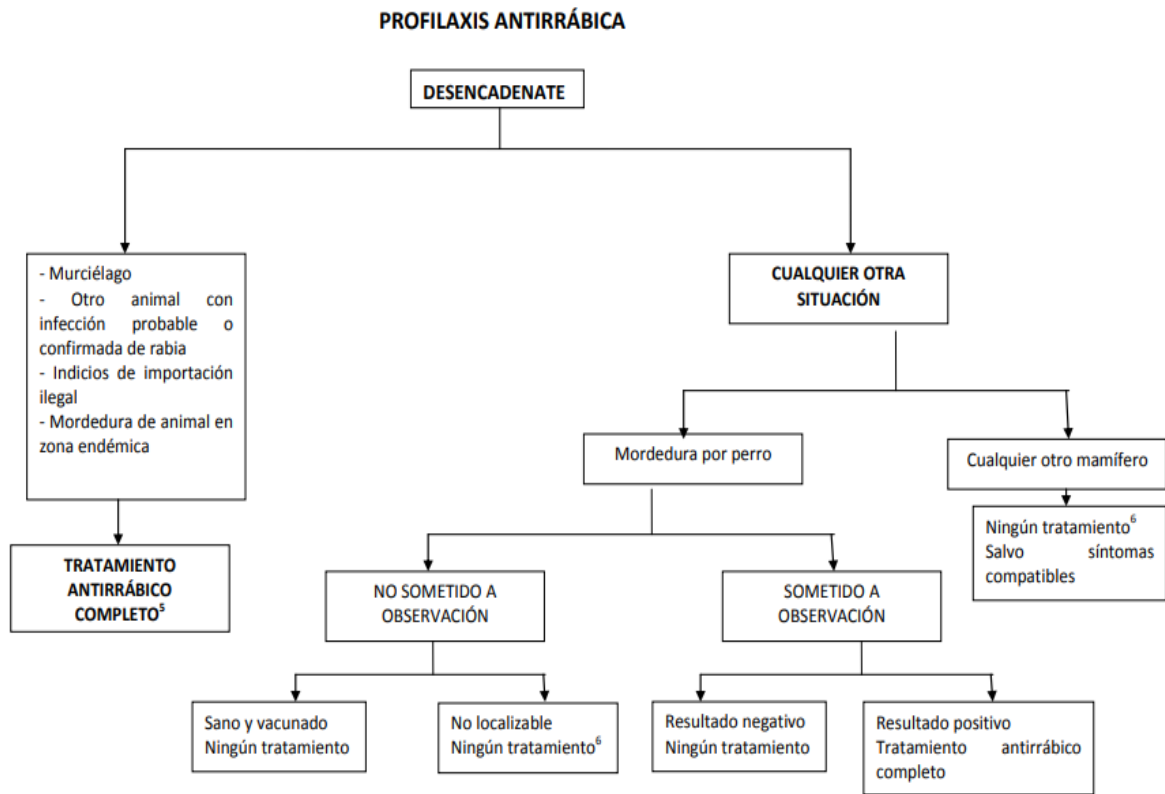 PROFILAXIS ANTIRRÁBICA
DESENCADENATE
- Murciélago
- Otro animal con
infección probable o
confirmada de rabia
- Indicios de importación
ilegal
- Mordedura de animal en
zona endémica
TRATAMIENTO
ANTIRRÁBICO
COMPLETO⁵
CUALQUIER OTRA
SITUACIÓN
Mordedura por perro
Cualquier otro mamífero
Ningún tratamiento⁶
Salvo síntomas
compatibles
NO SOMETIDO A
OBSERVACIÓN
SOMETIDO A
OBSERVACIÓN
Sano y vacunado
Ningún tratamiento
No localizable
Ningún tratamiento⁶
Resultado negativo
Ningún tratamiento
Resultado positivo
Tratamiento antirrábico
completo